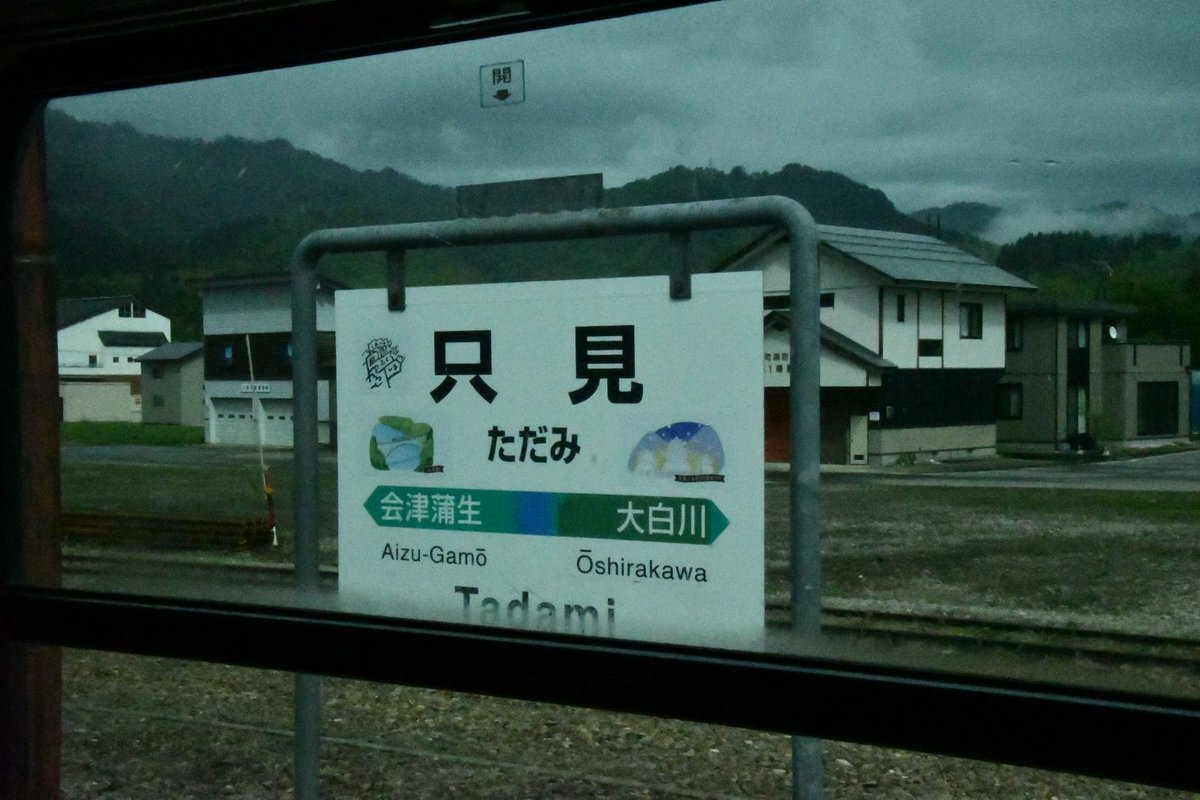 開
只見
ただみ
会津蒲生 大白川
Aizu-Gamō Ōshirakawa
Tadami